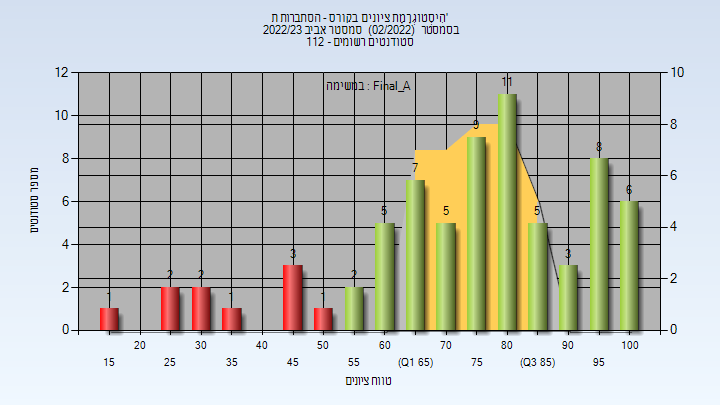 היסטוגרמת ציונים בקורס - הסתברות ת'
בסמסטר (02/2022) סמסטר אביב 2022/23
סטודנטים רשומים - 112
במשימה : Final_A
מספר סטודנטים
12 10 8 6 4 2 0
10 8 6 4 2 0
1 2 2 1 3 1 2 5 7 5 9 11 5 3 8 6
20 30 40 50 60 70 80 90 100
15 25 35 45 55 (Q1 65) 75 (Q3 85) 95
טווח ציונים